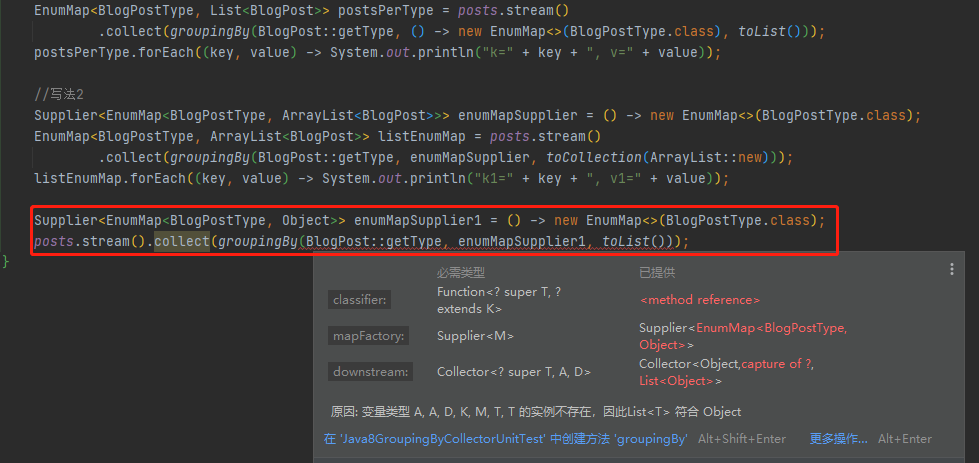 EnumMap<BlogPostType, List<BlogPost>> postsPerType = posts.stream()
.collect(groupingBy(BlogPost::getType, () -> new EnumMap<>(BlogPostType.class), toList()));
postsPerType.forEach((key, value) -> System.out.println("k=" + key + ", v=" + value));
//写法2
Supplier<EnumMap<BlogPostType, ArrayList<BlogPost>>> enumMapSupplier = () -> new EnumMap<>(BlogPostType.class);
EnumMap<BlogPostType, ArrayList<BlogPost>> listEnumMap = posts.stream()
.collect(groupingBy(BlogPost::getType, enumMapSupplier, toCollection(ArrayList::new)));
listEnumMap.forEach((key, value) -> System.out.println("k1=" + key + ", v1=" + value));
Supplier<EnumMap<BlogPostType, Object>> enumMapSupplier1 = () -> new EnumMap<>(BlogPostType.class);
posts.stream().collect(groupingBy(BlogPost::getType, enumMapSupplier1, toList()));
}
必需类型 已提供
classifier: Function<? super T, ? extends K> <method reference>
mapFactory: Supplier<M> Supplier<EnumMap<BlogPostType, Object>>
downstream: Collector<? super T, A, D> Collector<Object,capture of ?, List<Object>>
原因: 变量类型 A, A, D, K, M, T, T 的实例不存在，因此List<T> 符合 Object
在 'Java8GroupingByCollectorUnitTest' 中创建方法 'groupingBy' Alt+Shift+Enter 更多操作... Alt+Enter